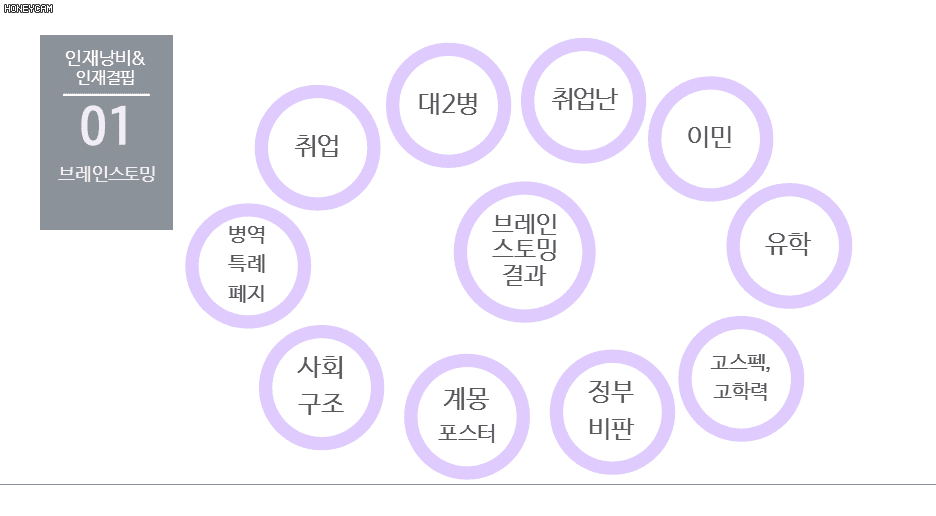 HONEYCAM
인재낭비&
인재결핍
01
브레인스토밍
취업
대2병
취업난
이민
유학
고스펙,
고학력
정부
비판
계몽
포스터
사회
구조
병역
특례
폐지
브레인
스토밍
결과